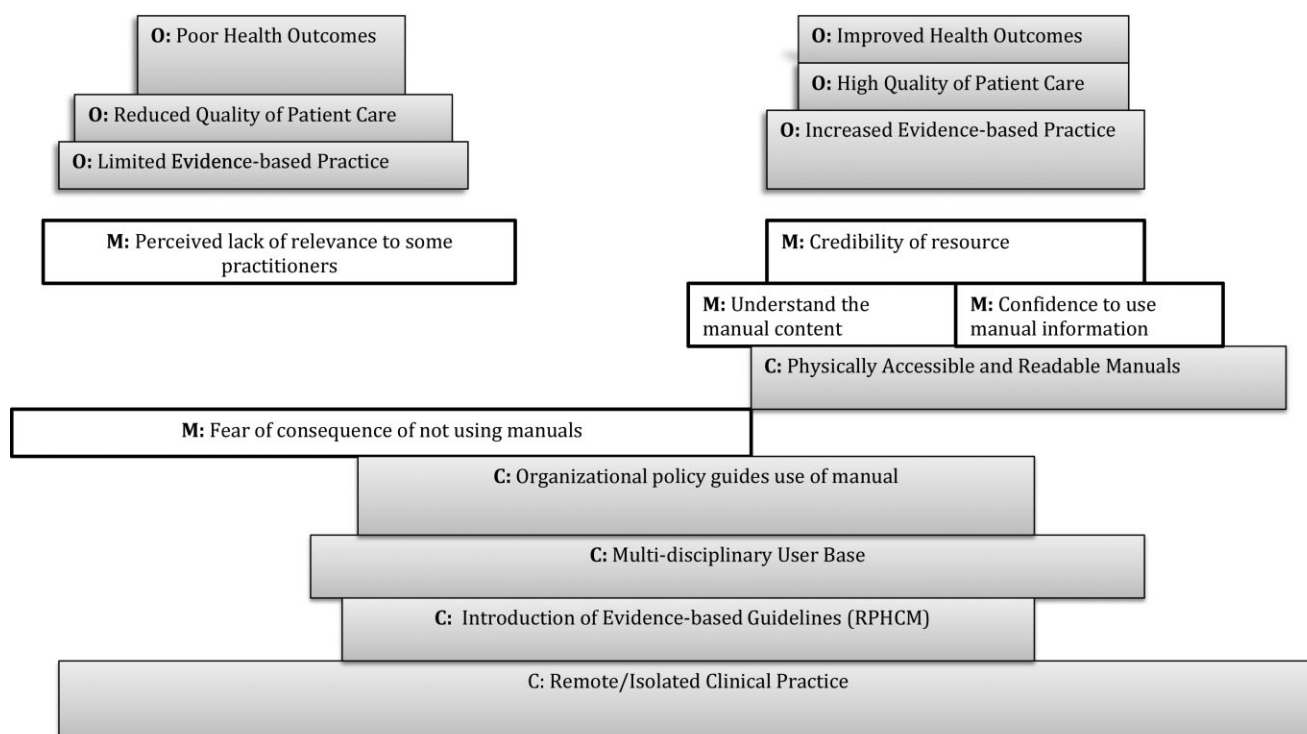 O: Poor Health Outcomes
O: Reduced Quality of Patient Care
O: Limited Evidence-based Practice
M: Perceived lack of relevance to some
practitioners
O: Improved Health Outcomes
O: High Quality of Patient Care
O: Increased Evidence-based Practice
M: Credibility of resource
M: Understand the
manual content
M: Confidence to use
manual information
C: Physically Accessible and Readable Manuals
M: Fear of consequence of not using manuals
C: Organizational policy guides use of manual
C: Multi-disciplinary User Base
C: Introduction of Evidence-based Guidelines (RPHCM)
C: Remote/Isolated Clinical Practice